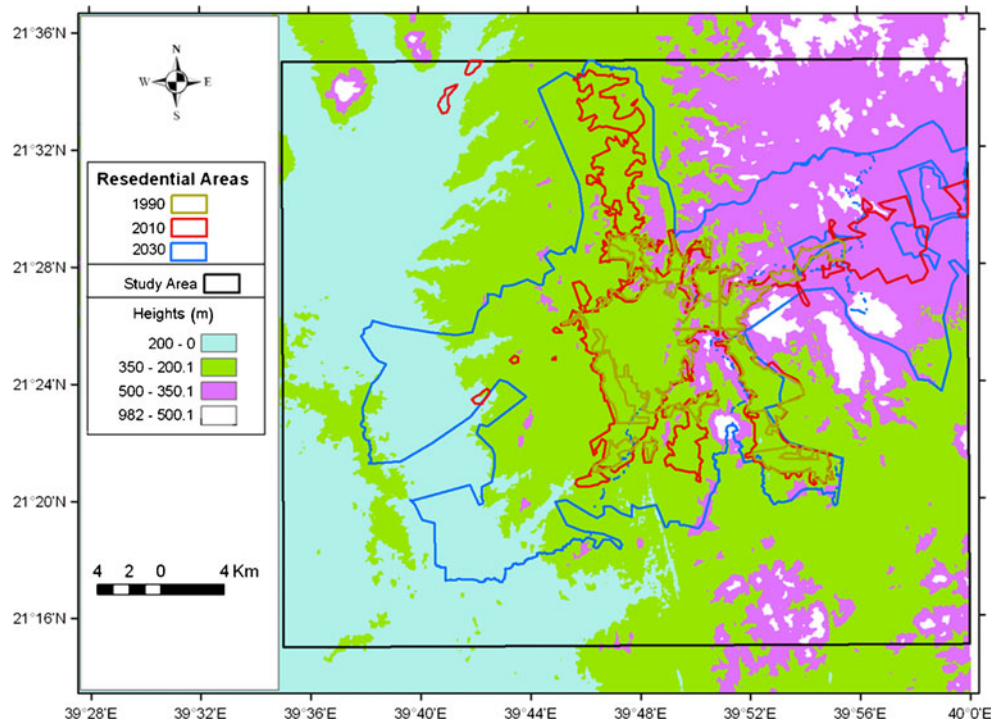 21°36'N
21°32'N
21°28'N
21°24'N
21°20'N
21°16'N
N
W E
S
Resedential Areas
1990
2010
2030
Study Area
Heights (m)
200 - 0
350 - 200.1
500 - 350.1
982 - 500.1
4 2 0 4 Km
39°28'E 39°32'E 39°36'E 39°40'E 39°44'E 39°48'E 39°52'E 39°56'E 40°0'E